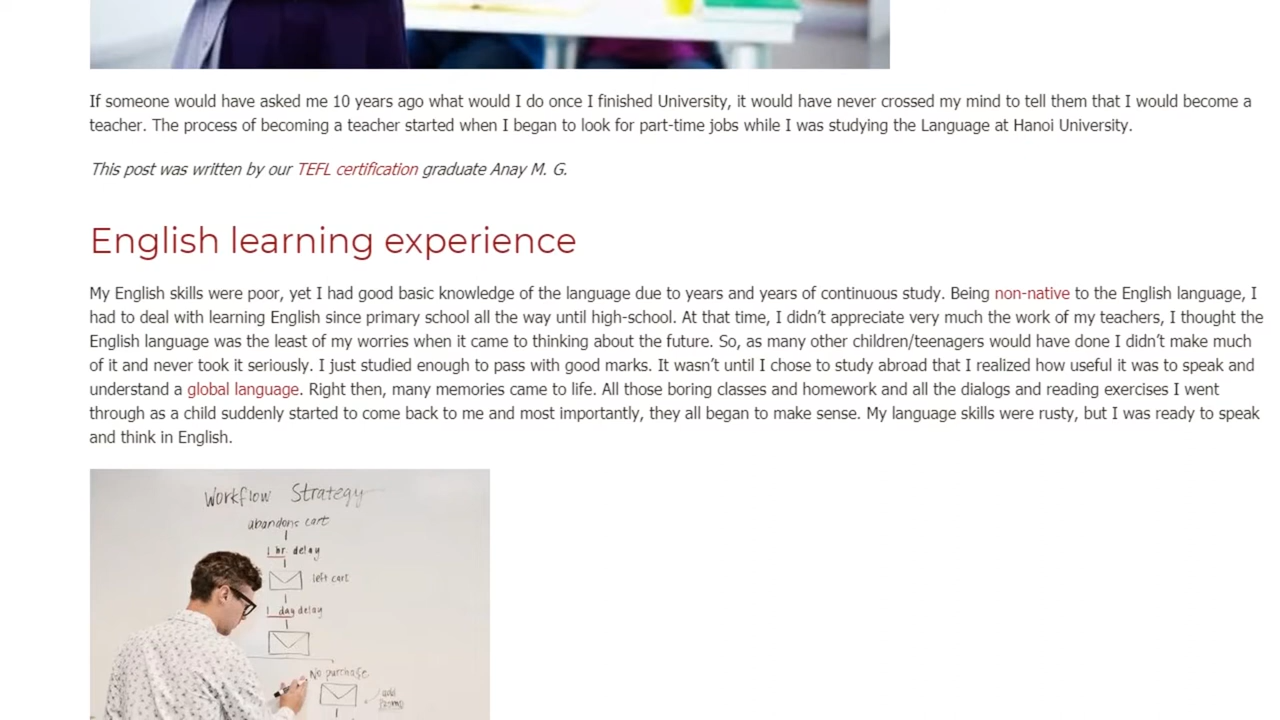 If someone would have asked me 10 years ago what would I do once I finished University, it would have never crossed my mind to tell them that I would become a
teacher. The process of becoming a teacher started when I began to look for part-time jobs while I was studying the Language at Hanoi University.
This post was written by our TEFL certification graduate Anay M. G.
English learning experience
My English skills were poor, yet I had good basic knowledge of the language due to years and years of continuous study. Being non-native to the English language, I
had to deal with learning English since primary school all the way until high-school. At that time, I didn’t appreciate very much the work of my teachers, I thought the
English language was the least of my worries when it came to thinking about the future. So, as many other children/teenagers would have done I didn’t make much
of it and never took it seriously. I just studied enough to pass with good marks. It wasn’t until I chose to study abroad that I realized how useful it was to speak and
understand a global language. Right then, many memories came to life. All those boring classes and homework and all the dialogs and reading exercises I went
through as a child suddenly started to come back to me and most importantly, they all began to make sense. My language skills were rusty, but I was ready to speak
and think in English.
Workflow Strategy
abandons cart
1 hr delay
left cart
1 day delay
No purchase
add